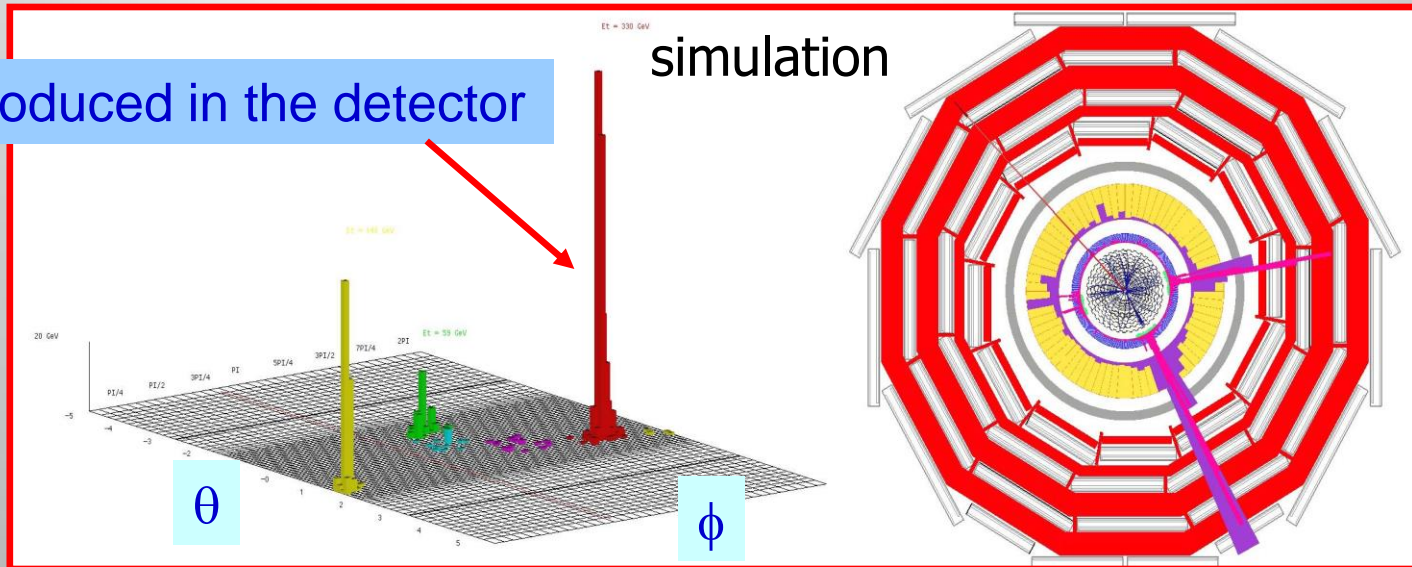 Et = 330 GeV
simulation
oduced in the detector
Et = 59 GeV
20 GeV
PI/4
PI/2
3PI/4
PI
5PI/4
3PI/2
7PI/4
2PI
-5
-4
-3
-2
-0
1
2
3
4
5
θ
ϕ